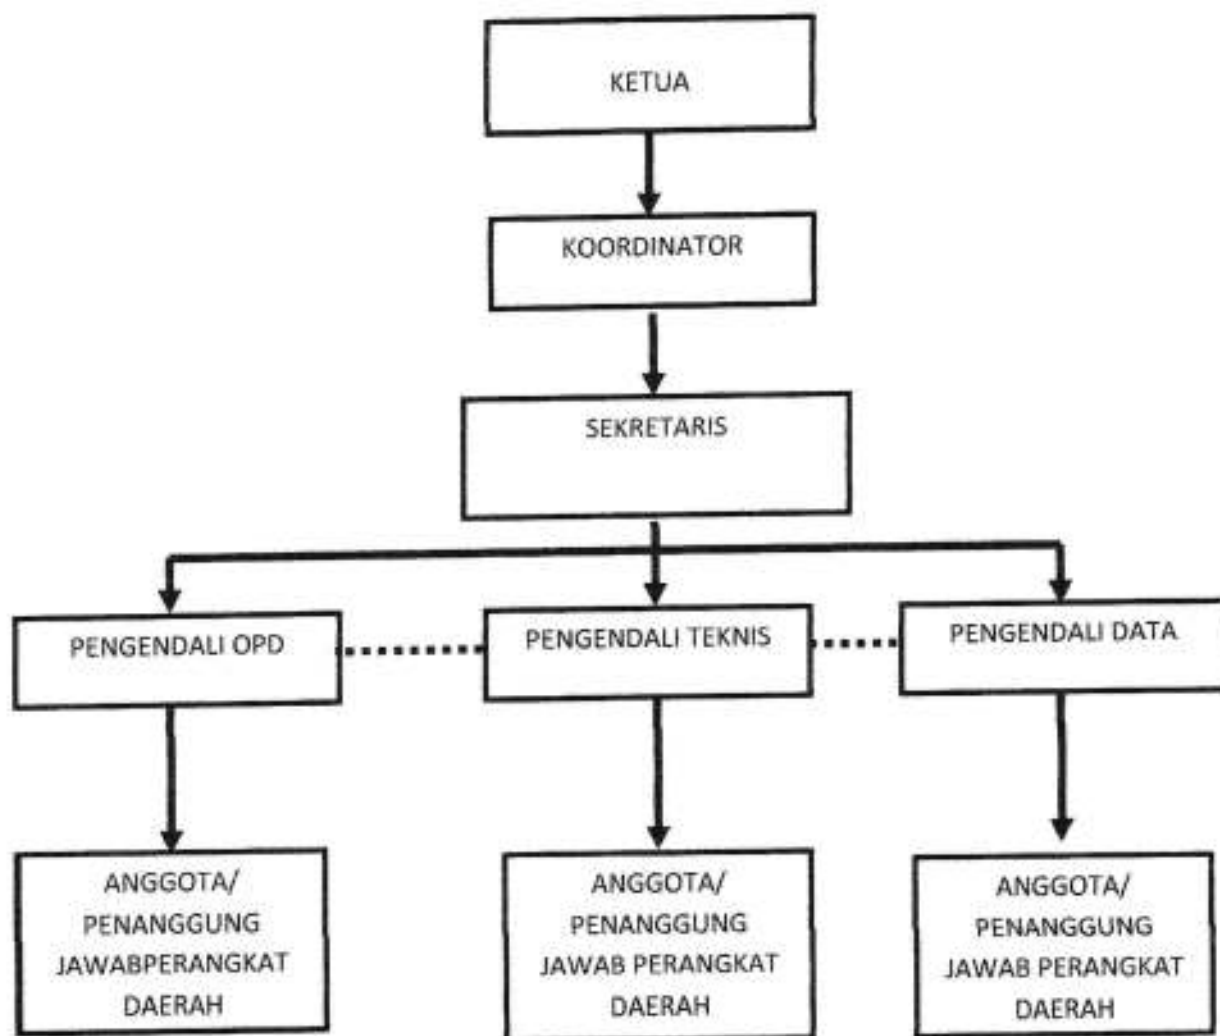 KETUA
KOORDINATOR
SEKRETARIS
PENGENDALI OPD
PENGENDALI TEKNIS
PENGENDALI DATA
ANGGOTA/
PENANGGUNG
JAWABPERANGKAT
DAERAH
ANGGOTA/
PENANGGUNG
JAWAB PERANGKAT
DAERAH
ANGGOTA/
PENANGGUNG
JAWAB PERANGKAT
DAERAH